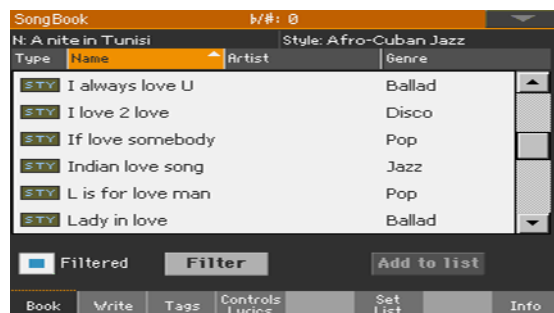 SongBook ♭/#: 0
N: A nite in Tunisi Style: Afro-Cuban Jazz
Type Name Artist Genre
STY I always love U Ballad
STY I love 2 love Disco
STY If love somebody Pop
STY Indian love song Jazz
STY L is for love man Pop
STY Lady in love Ballad
Filtered Filter Add to list
Book Write Tags Controls Lyrics Set List Info